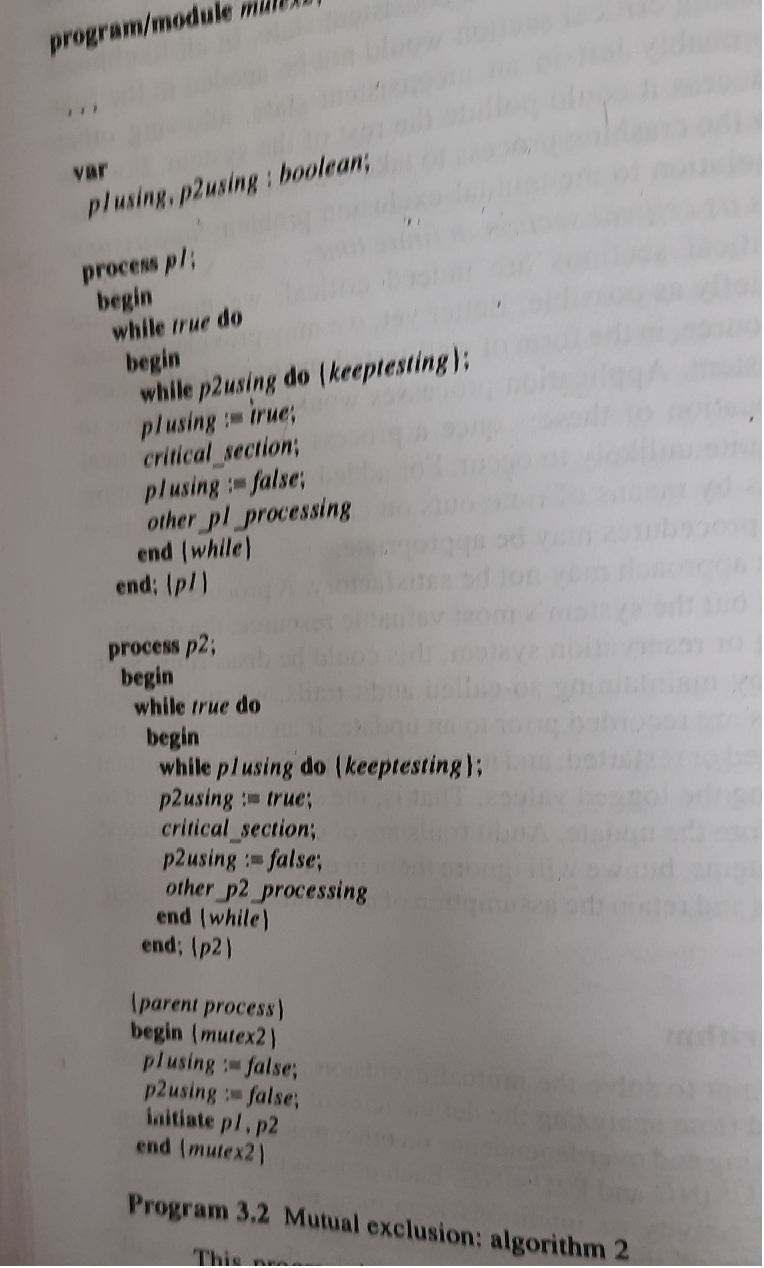 program/module mutex2;
...
var
p1using, p2using : boolean;
process p1;
begin
while true do
begin
while p2using do {keeptesting};
p1using := true;
critical_section;
p1using := false;
other_p1_processing
end {while}
end; {p1}
process p2;
begin
while true do
begin
while p1using do {keeptesting};
p2using := true;
critical_section;
p2using := false;
other_p2_processing
end {while}
end; {p2}
{parent process}
begin {mutex2}
p1using := false;
p2using := false;
initiate p1, p2
end {mutex2}
Program 3.2 Mutual exclusion: algorithm 2
This